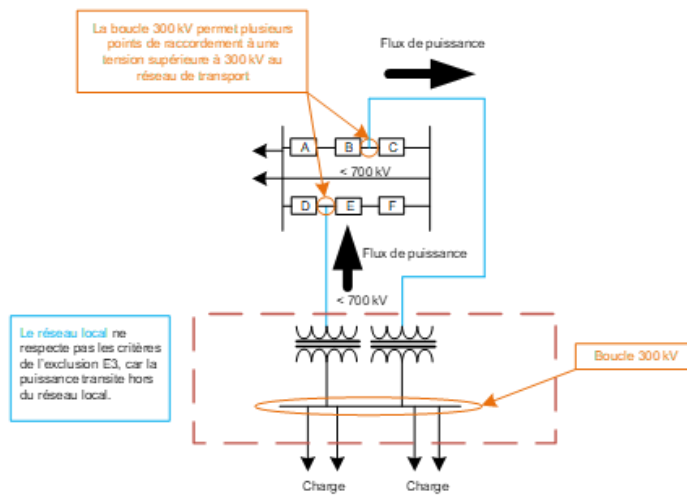 La boucle 300 kV permet plusieurs
points de raccordement à une
tension supérieure à 300 kV au
réseau de transport
Flux de puissance
A
B
C
< 700 kV
D
E
F
Flux de puissance
< 700 kV
Le réseau local ne
respecte pas les critères
de l'exclusion E3, car la
puissance transite hors
du réseau local.
Boucle 300 kV
Charge
Charge